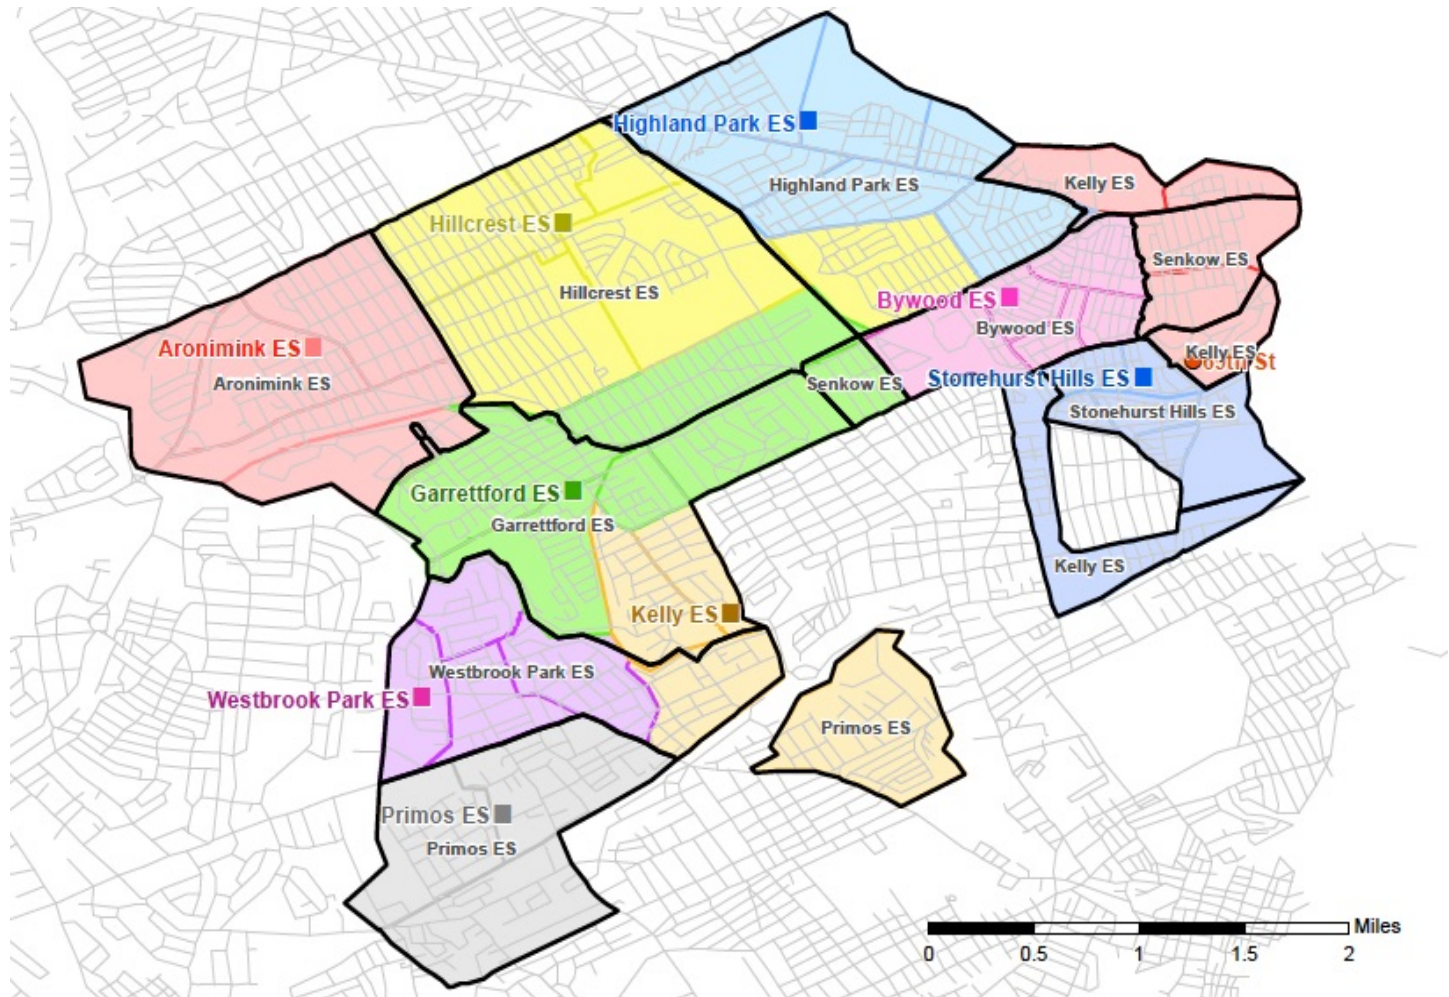 Highland Park ES
Highland Park ES
Kelly ES
Hillcrest ES
Senkow ES
Hillcrest ES
Bywood ES
Bywood ES
Aronimink ES
Kelly ES
65th St
Aronimink ES
Senkow ES
Stonehurst Hills ES
Stonehurst Hills ES
Garrettford ES
Garrettford ES
Kelly ES
Kelly ES
Westbrook Park ES
Westbrook Park ES
Primos ES
Primos ES
Primos ES
Miles
0 0.5 1 1.5 2